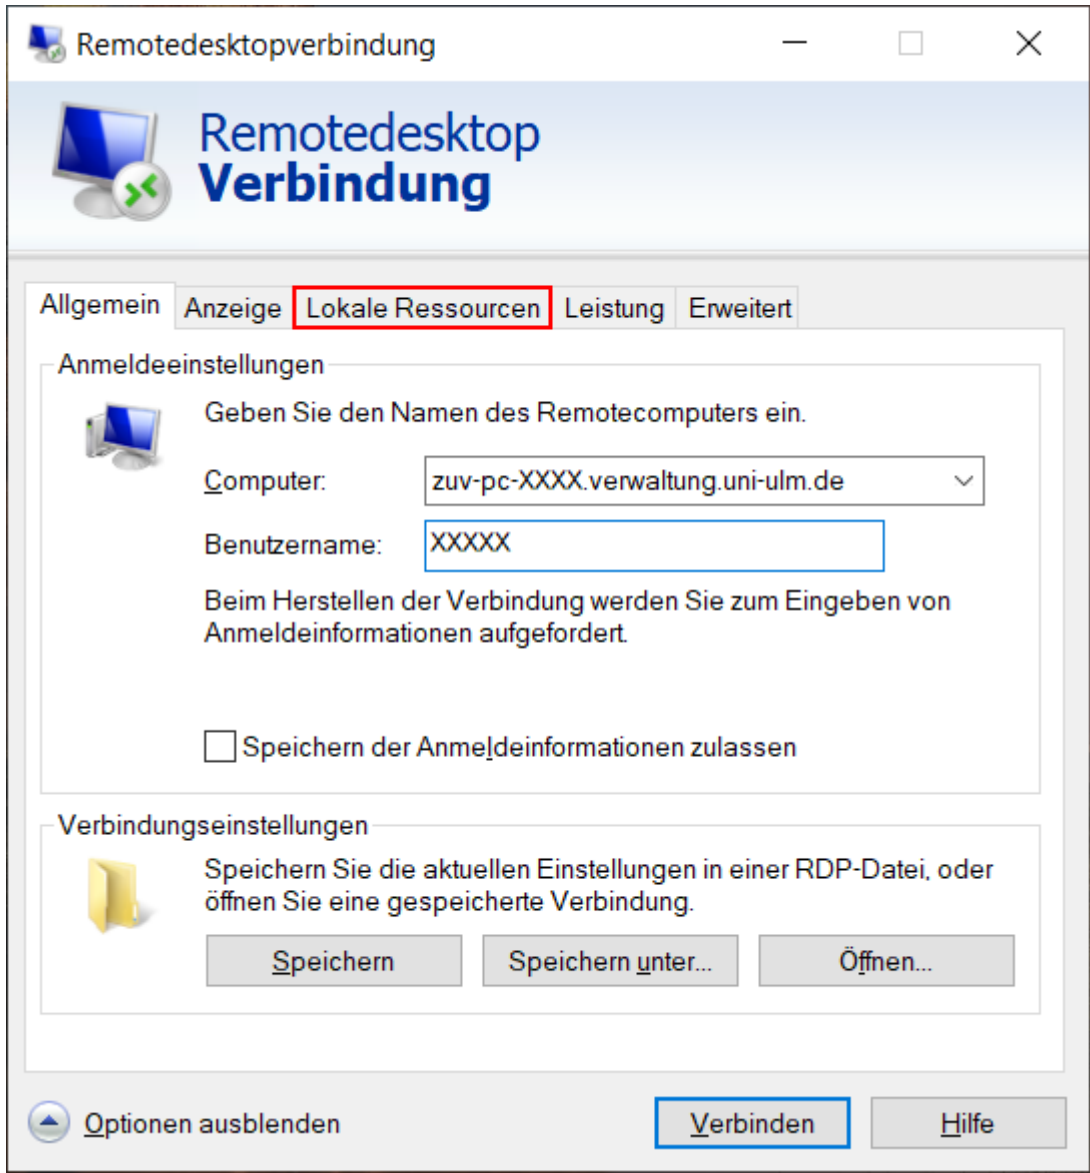 Remotedesktopverbindung
Remotedesktop
Verbindung
Allgemein Anzeige Lokale Ressourcen Leistung Erweitert
Anmeldeeinstellungen
Geben Sie den Namen des Remotecomputers ein.
Computer: zuv-pc-XXXX.verwaltung.uni-ulm.de
Benutzername: XXXXX
Beim Herstellen der Verbindung werden Sie zum Eingeben von
Anmeldeinformationen aufgefordert.
Speichern der Anmeldeinformationen zulassen
Verbindungseinstellungen
Speichern Sie die aktuellen Einstellungen in einer RDP-Datei, oder
öffnen Sie eine gespeicherte Verbindung.
Speichern Speichern unter... Öffnen...
Optionen ausblenden Verbinden Hilfe